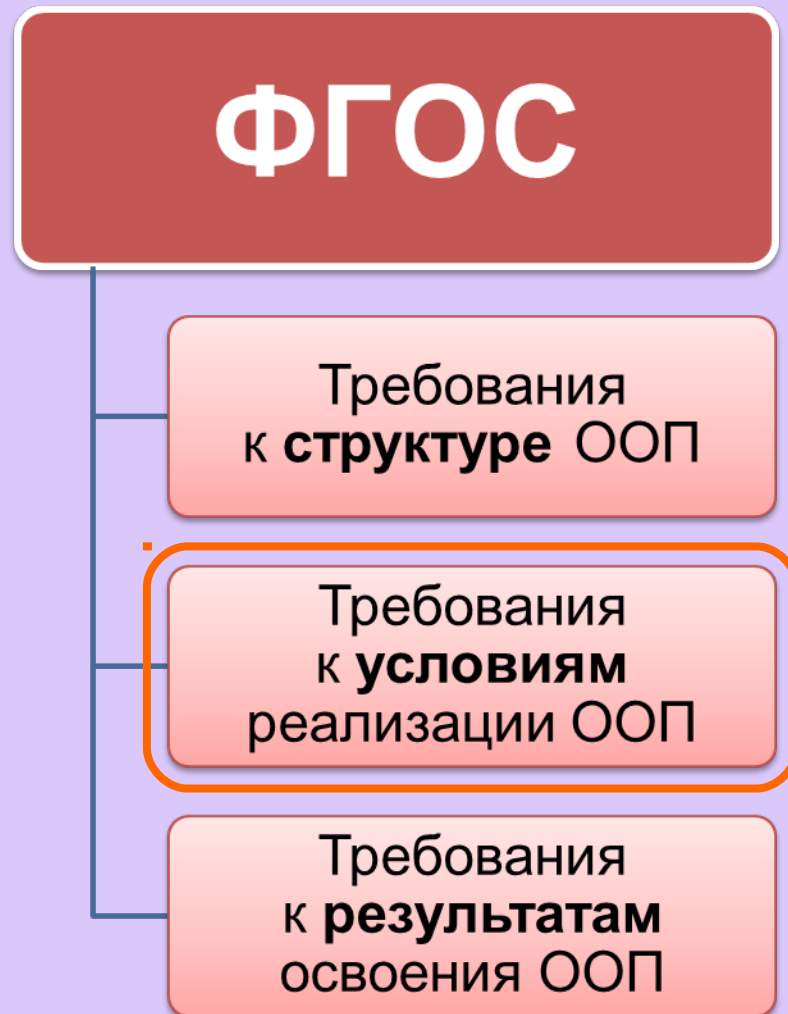 ФГОС
Требования
к структуре ООП
Требования
к условиям
реализации ООП
Требования
к результатам
освоения ООП